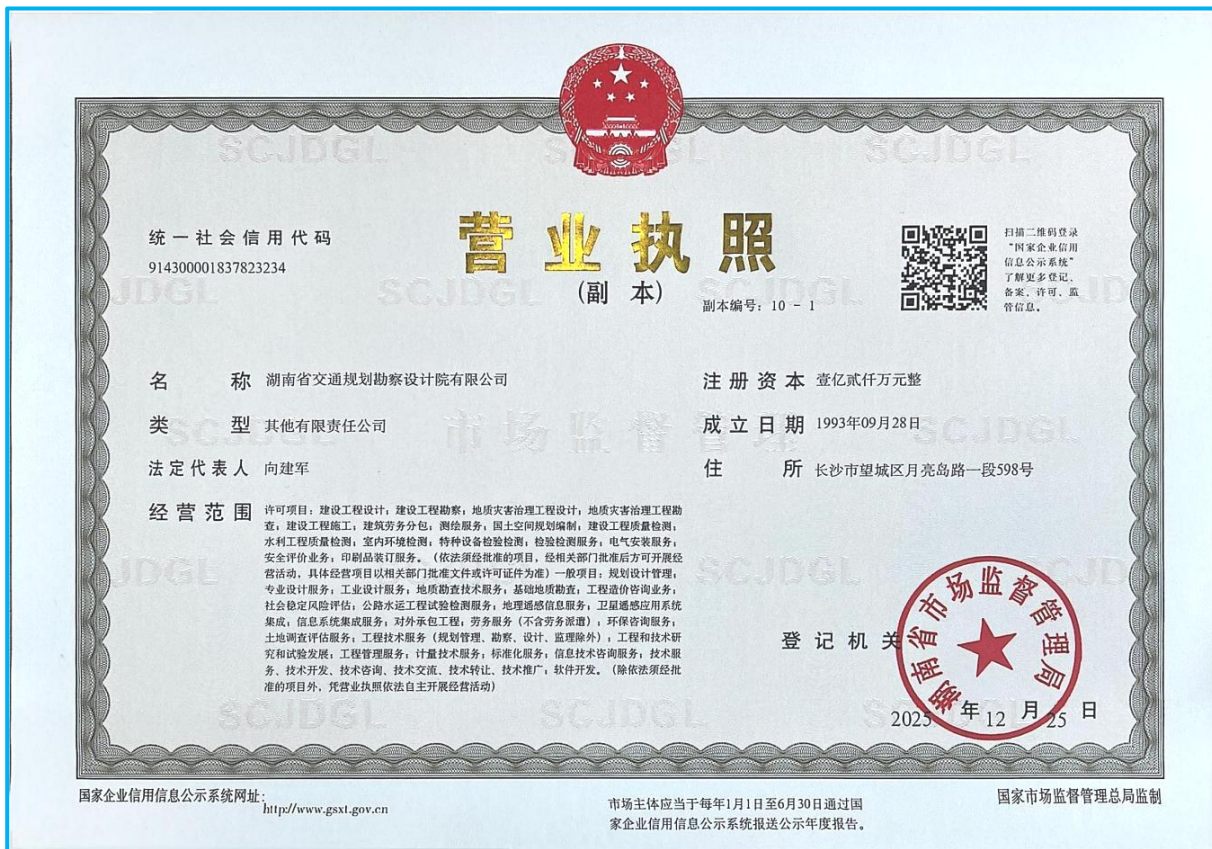 统一社会信用代码
914300001837823234
营业执照
(副 本)
副本编号：10 - 1
扫描二维码登录
“国家企业信用
信息公示系统”
了解更多登记、
备案、许可、监
管信息。
名 称 湖南省交通规划勘察设计院有限公司
类 型 其他有限责任公司
法定代表人 向建军
注册资本 壹亿贰仟万元整
成立日期 1993年09月28日
住 所 长沙市望城区月亮岛路一段598号
经营范围 许可项目：建设工程设计；建设工程勘察；地质灾害治理工程设计；地质灾害治理工程勘
查；建设工程施工；建筑劳务分包；测绘服务；国土空间规划编制；建设工程质量检测；
水利工程质量检测；室内环境检测；特种设备检验检测；检验检测服务；电气安装服务；
安全评价业务；印刷品装订服务。（依法须经批准的项目，经相关部门批准后方可开展经
营活动，具体经营项目以相关部门批准文件或许可证件为准）一般项目：规划设计管理；
专业设计服务；工业设计服务；地质勘查技术服务；基础地质勘查；工程造价咨询业务；
社会稳定风险评估；公路水运工程试验检测服务；地理遥感信息服务；卫星遥感应用系统
集成；信息系统集成服务；对外承包工程；劳务服务（不含劳务派遣）；环保咨询服务；
土地调查评估服务；工程技术服务（规划管理、勘察、设计、监理除外）；工程和技术研
究和试验发展；工程管理服务；计量技术服务；标准化服务；信息技术咨询服务；技术服
务、技术开发、技术咨询、技术交流、技术转让、技术推广；软件开发。（除依法须经批
准的项目外，凭营业执照依法自主开展经营活动）
登记机关
湖南省市场监督管理局
2025 年 12 月 25 日
国家企业信用信息公示系统网址：
http://www.gsxt.gov.cn
市场主体应当于每年1月1日至6月30日通过国
家企业信用信息公示系统报送公示年度报告。
国家市场监督管理总局监制
SCJDGL
市场监督管理